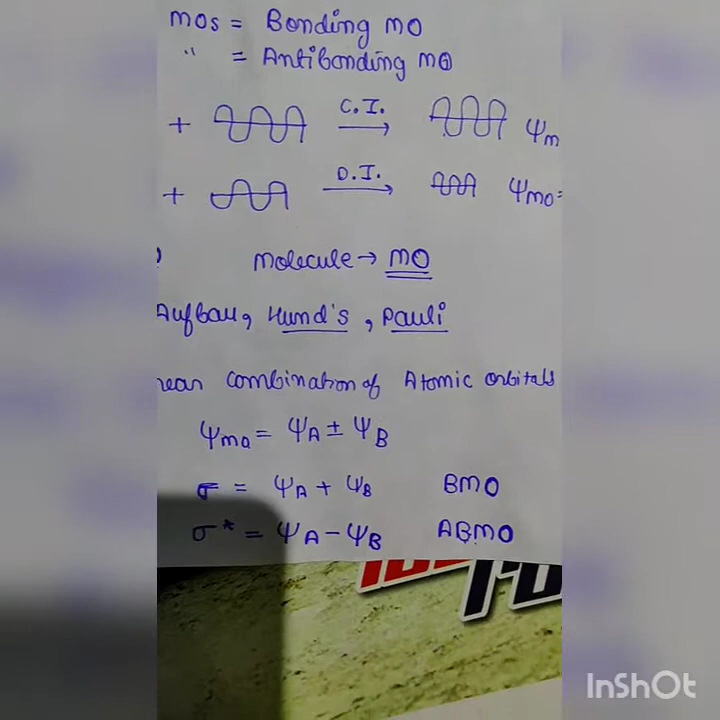 MOs = Bonding MO
" = Antibonding MO
+ C.I. → Ψm
+ D.I. → Ψmo=
Molecule → MO
Aufbau, Hund's, Pauli
near combination of Atomic orbitals
Ψmo = ΨA ± ΨB
σ = ΨA + ΨB BMO
σ* = ΨA − ΨB ABMO
InShOt